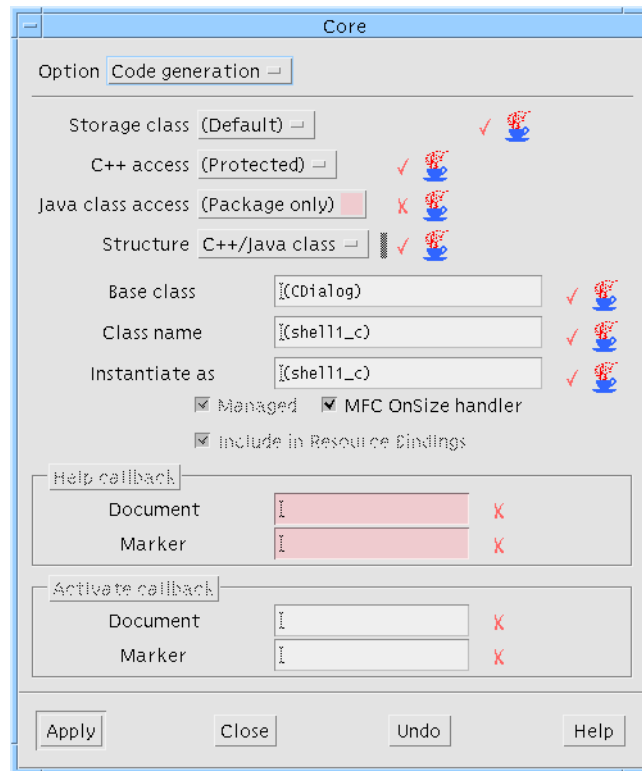 Core
Option Code generation
Storage class (Default)
C++ access (Protected)
Java class access (Package only)
Structure C++/Java class
Base class (CDialog)
Class name (shell1_c)
Instantiate as (shell1_c)
Managed MFC OnSize handler
Include in Resource Bindings
Help callback
Document
Marker
Activate callback
Document
Marker
Apply Close Undo Help